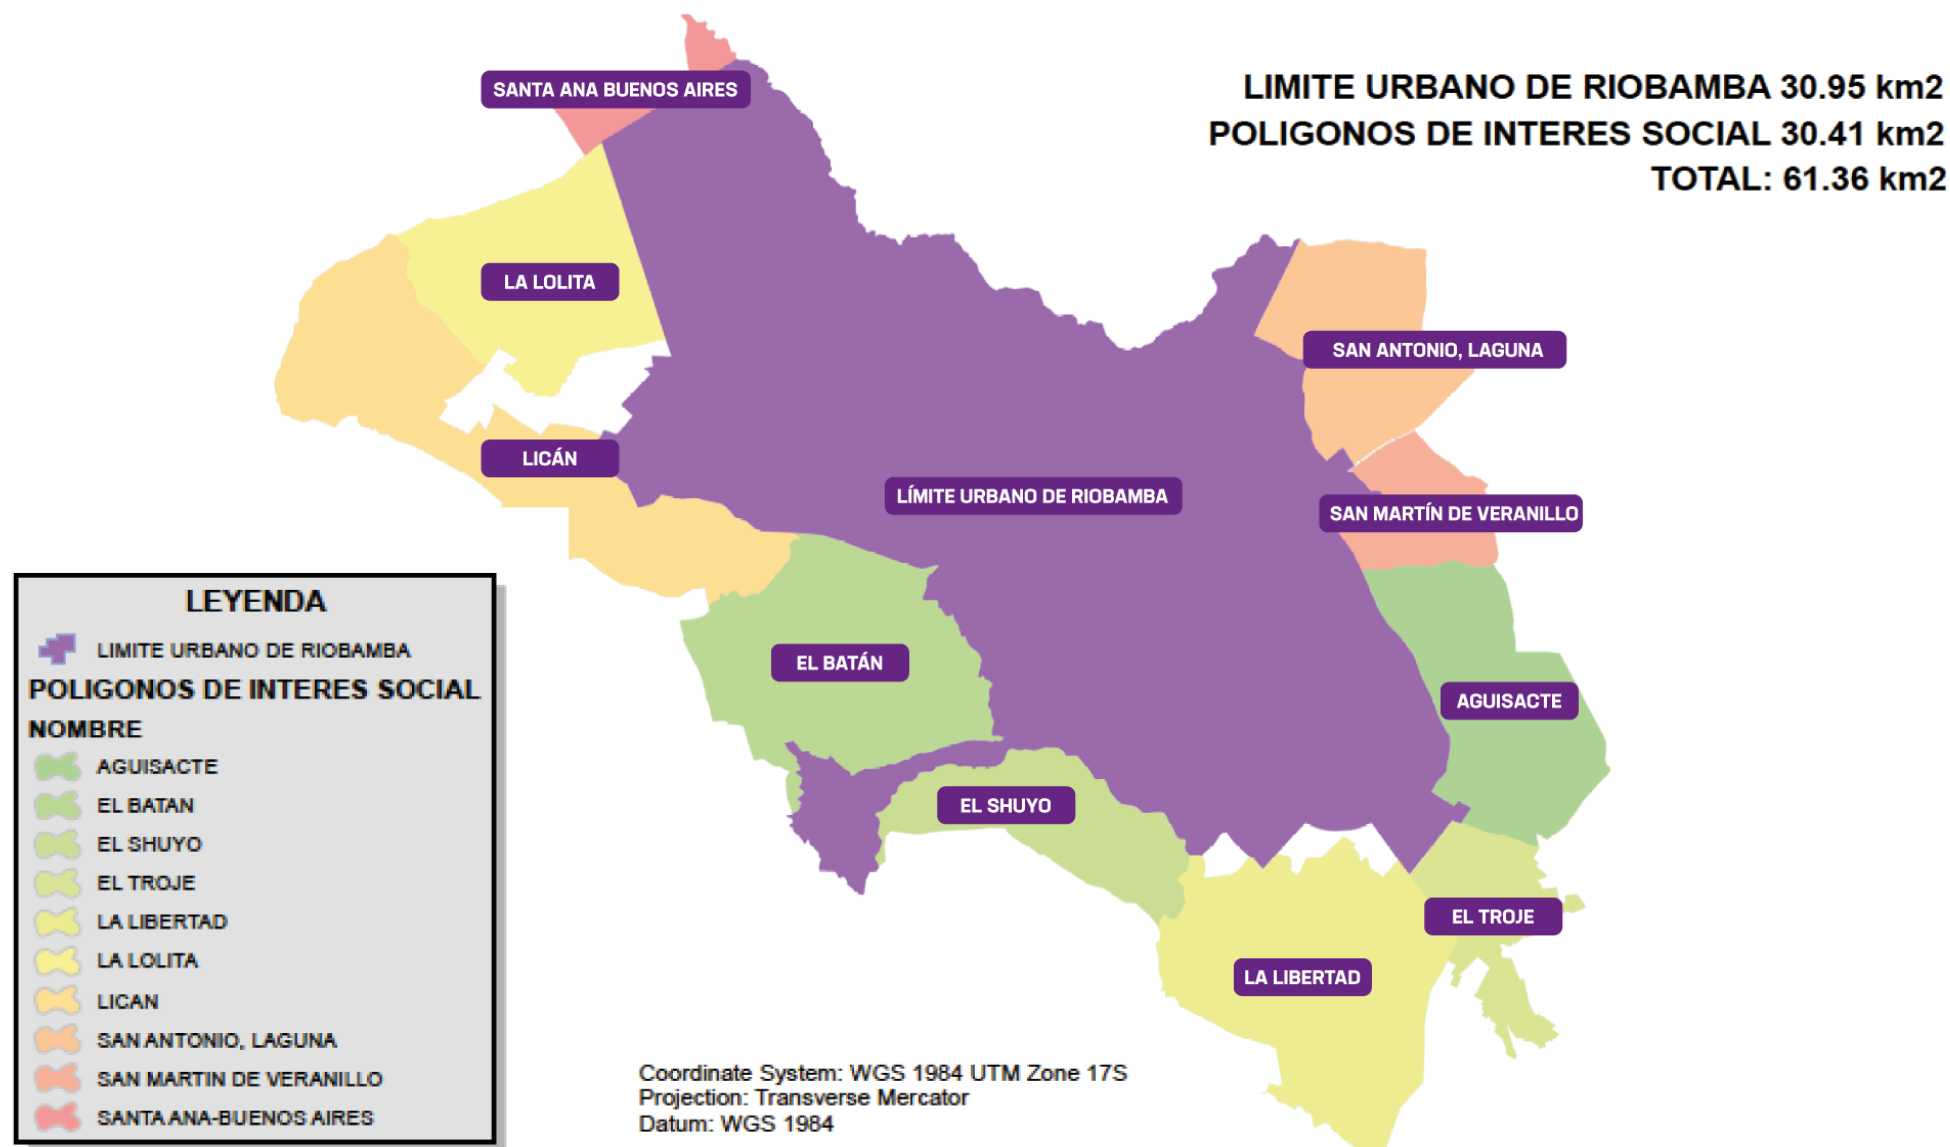 SANTA ANA BUENOS AIRES
LIMITE URBANO DE RIOBAMBA 30.95 km2
POLIGONOS DE INTERES SOCIAL 30.41 km2
TOTAL: 61.36 km2
LA LOLITA
SAN ANTONIO, LAGUNA
LICÁN
LÍMITE URBANO DE RIOBAMBA
SAN MARTÍN DE VERANILLO
EL BATÁN
AGUISACTE
EL SHUYO
EL TROJE
LA LIBERTAD
LEYENDA
LIMITE URBANO DE RIOBAMBA
POLIGONOS DE INTERES SOCIAL
NOMBRE
AGUISACTE
EL BATAN
EL SHUYO
EL TROJE
LA LIBERTAD
LA LOLITA
LICAN
SAN ANTONIO, LAGUNA
SAN MARTIN DE VERANILLO
SANTA ANA-BUENOS AIRES
Coordinate System: WGS 1984 UTM Zone 17S
Projection: Transverse Mercator
Datum: WGS 1984